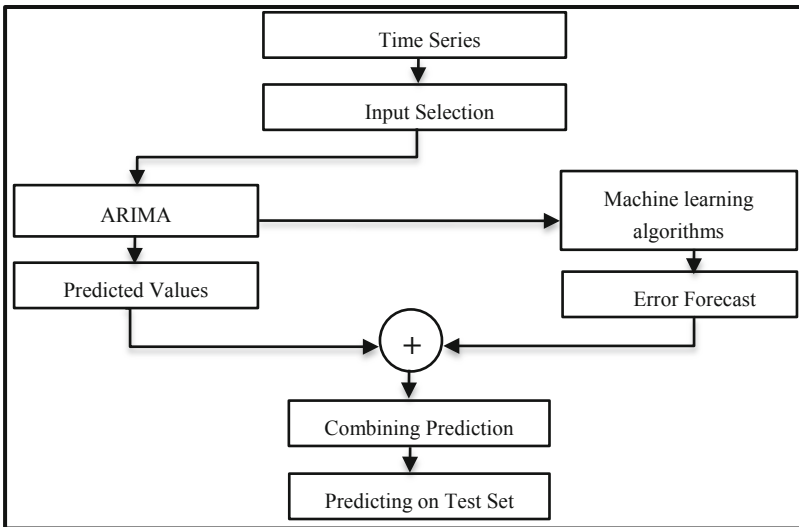 Time Series
Input Selection
ARIMA
Machine learning
algorithms
Predicted Values
Error Forecast
+
Combining Prediction
Predicting on Test Set